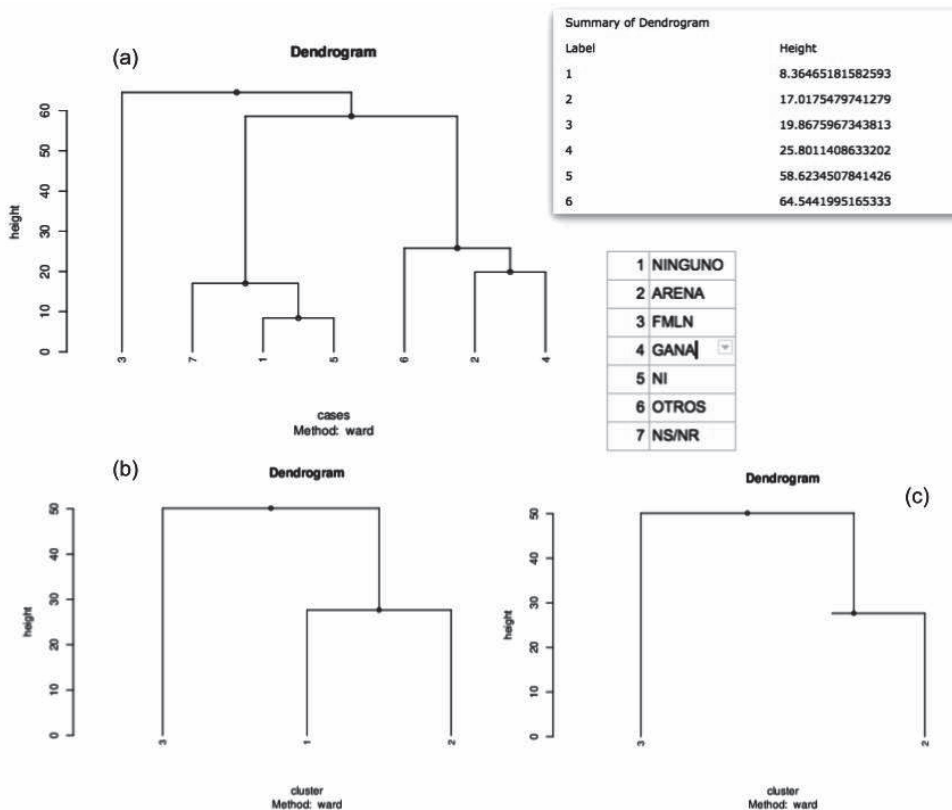 (a)
Dendrogram
height
0
10
20
30
40
50
60
3
7
1
5
6
2
4
cases
Method: ward
Summary of Dendrogram
Label Height
1 8.36465181582593
2 17.0175479741279
3 19.8675967343813
4 25.8011408633202
5 58.6234507841426
6 64.5441995165333
1 NINGUNO
2 ARENA
3 FMLN
4 GANA
5 NI
6 OTROS
7 NS/NR
(b)
Dendrogram
height
0
10
20
30
40
50
3
1
2
cluster
Method: ward
(c)
Dendrogram
height
0
10
20
30
40
50
3
2
cluster
Method: ward